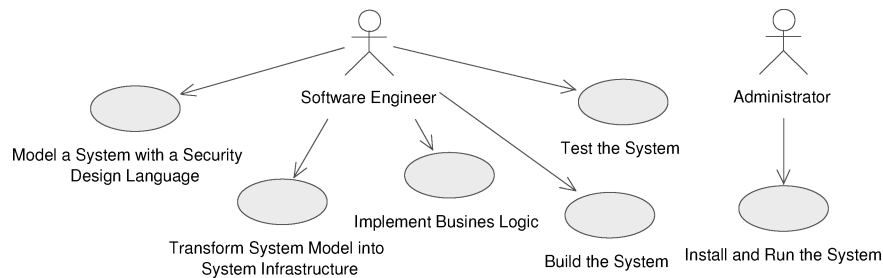 Software Engineer
Administrator
Model a System with a Security
Design Language
Test the System
Transform System Model into
System Infrastructure
Implement Busines Logic
Build the System
Install and Run the System